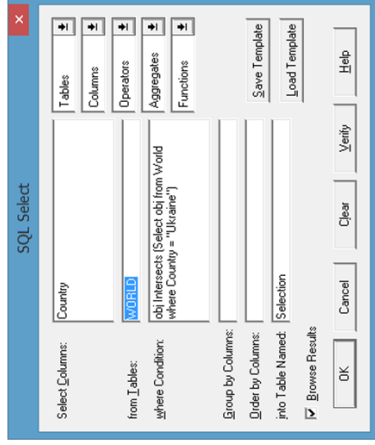 SQL Select
Select Columns:
Country
Tables
Columns
from Tables:
WORLD
Operators
where Condition:
obj Intersects (Select obj from World
where Country = "Ukraine")
Aggregates
Functions
Group by Columns:
Order by Columns:
into Table Named:
Selection
Save Template
Load Template
Browse Results
OK
Cancel
Clear
Verify
Help